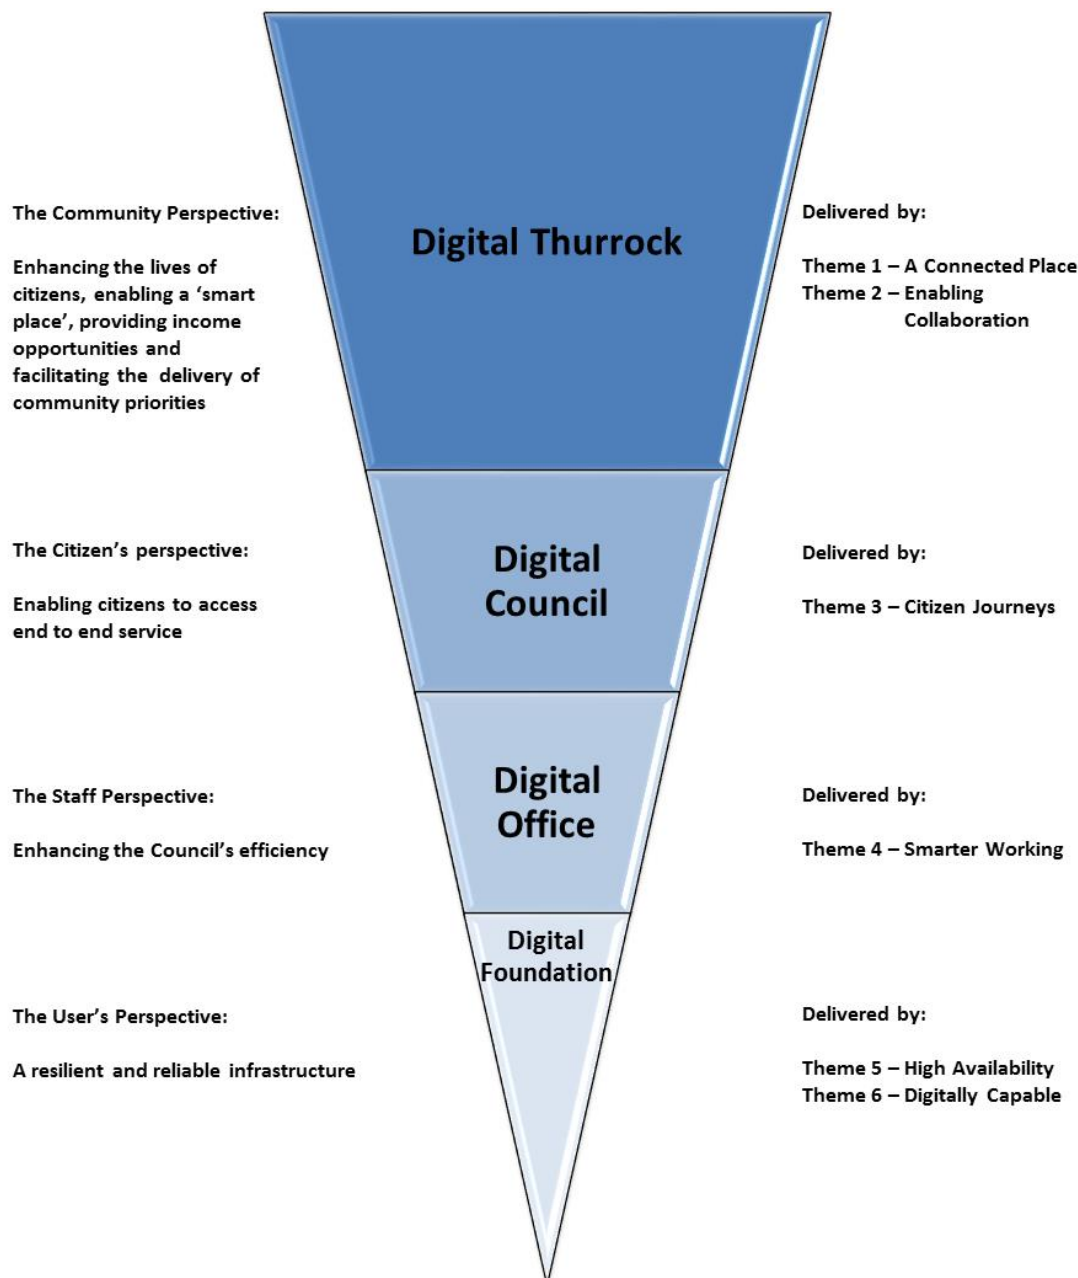 The Community Perspective:
Enhancing the lives of
citizens, enabling a ‘smart
place’, providing income
opportunities and
facilitating the delivery of
community priorities
Digital Thurrock
Delivered by:
Theme 1 – A Connected Place
Theme 2 – Enabling
Collaboration
The Citizen’s perspective:
Enabling citizens to access
end to end service
Digital
Council
Delivered by:
Theme 3 – Citizen Journeys
The Staff Perspective:
Enhancing the Council’s efficiency
Digital
Office
Delivered by:
Theme 4 – Smarter Working
The User’s Perspective:
A resilient and reliable infrastructure
Digital
Foundation
Delivered by:
Theme 5 – High Availability
Theme 6 – Digitally Capable